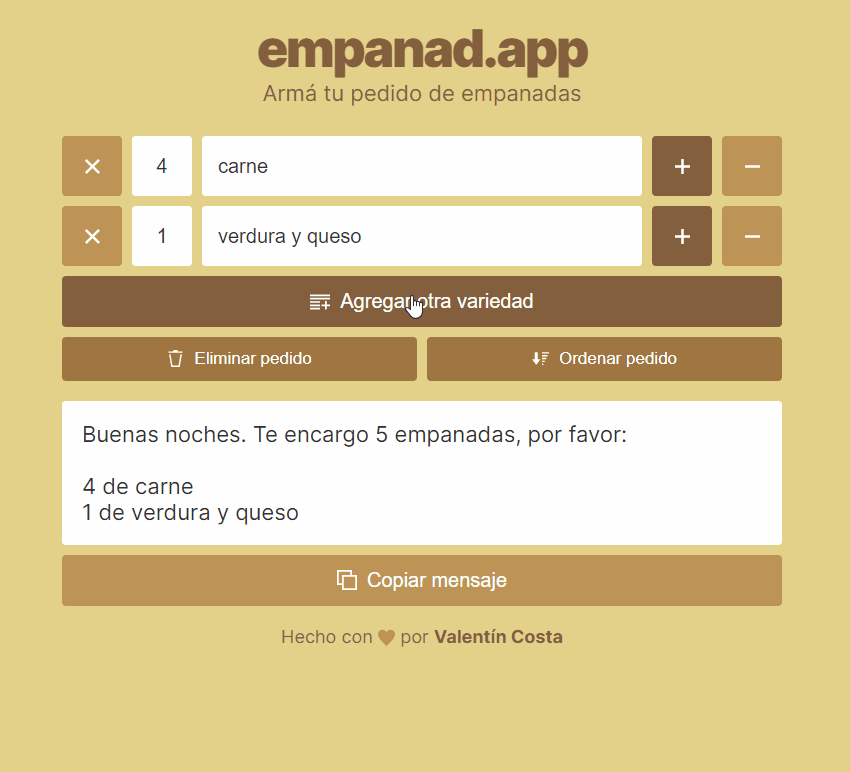 empanad.app
Armá tu pedido de empanadas
4 carne
1 verdura y queso
Agregar otra variedad
Eliminar pedido Ordenar pedido
Buenas noches. Te encargo 5 empanadas, por favor:
4 de carne
1 de verdura y queso
Copiar mensaje
Hecho con por Valentín Costa